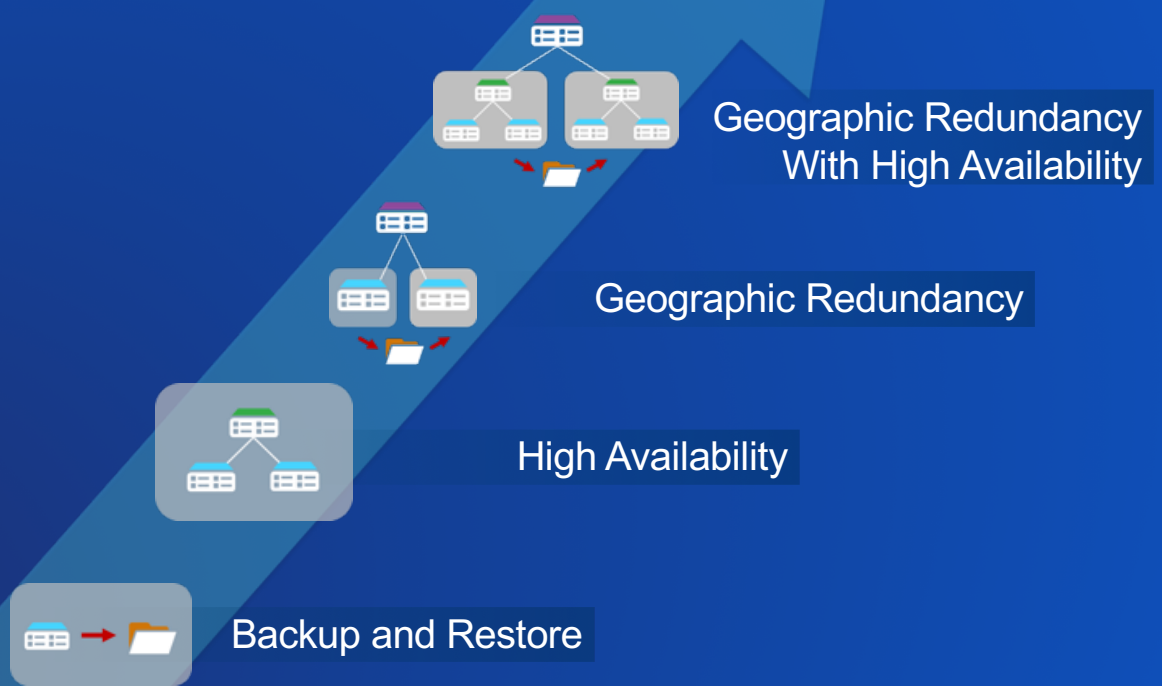 Geographic Redundancy
With High Availability
Geographic Redundancy
High Availability
Backup and Restore